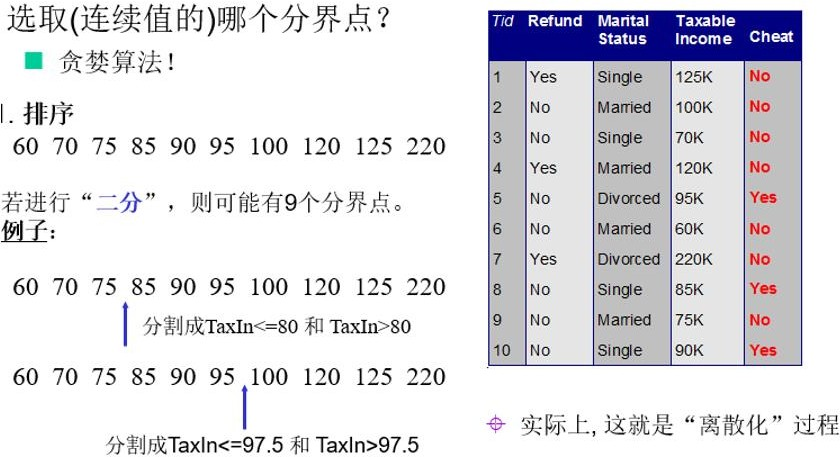 选取(连续值的)哪个分界点？
贪婪算法！
. 排序
60 70 75 85 90 95 100 120 125 220
若进行“二分”，则可能有9个分界点。
例子：
60 70 75 85 90 95 100 120 125 220
分割成TaxIn<=80 和 TaxIn>80
60 70 75 85 90 95 100 120 125 220
分割成TaxIn<=97.5 和 TaxIn>97.5
Tid Refund Marital Status Taxable Income Cheat
1 Yes Single 125K No
2 No Married 100K No
3 No Single 70K No
4 Yes Married 120K No
5 No Divorced 95K Yes
6 No Married 60K No
7 Yes Divorced 220K No
8 No Single 85K Yes
9 No Married 75K No
10 No Single 90K Yes
实际上, 这就是“离散化”过程